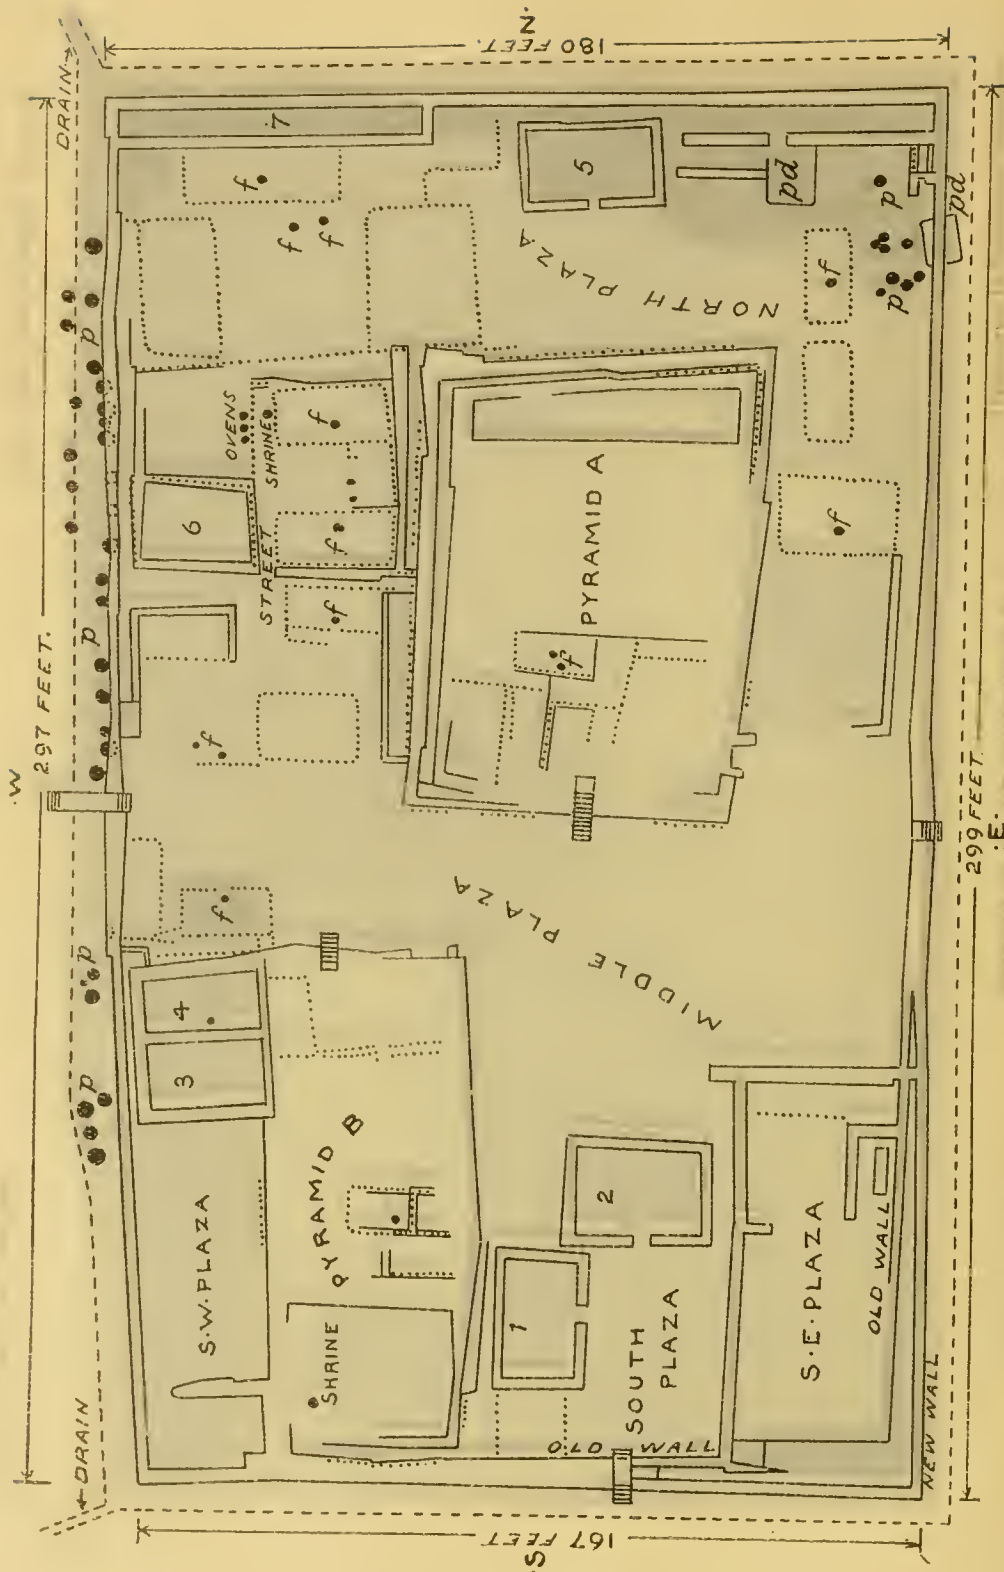 N.
180 FEET.
DRAIN
W.
297 FEET.
7
f
f
f
5
pd
p
pd
p
f
NORTH PLAZA
p
OVENS
SHRINE
f
6
STREET
f
f
PYRAMID A
f
f
p
f
299 FEET.
E.
MIDDLE PLAZA
f
p
4
3
p
PYRAMID B
S.W. PLAZA
SHRINE
2
1
SOUTH
PLAZA
S.E. PLAZA
OLD WALL
OLD WALL
NEW WALL
DRAIN
167 FEET
S